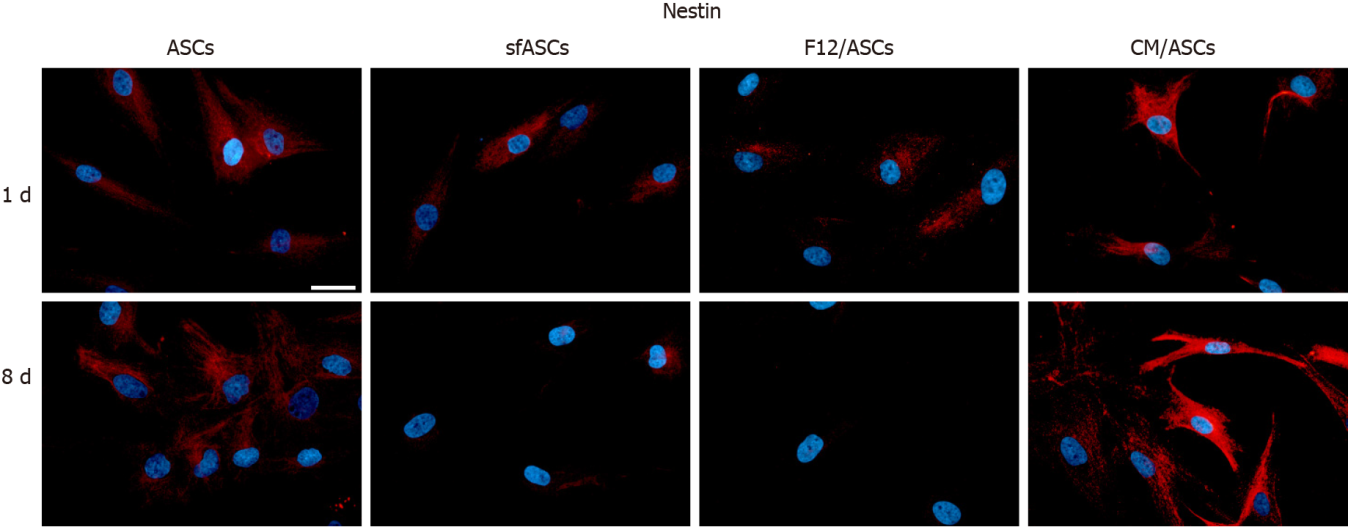 Nestin
ASCs sfASCs F12/ASCs CM/ASCs
1 d
8 d